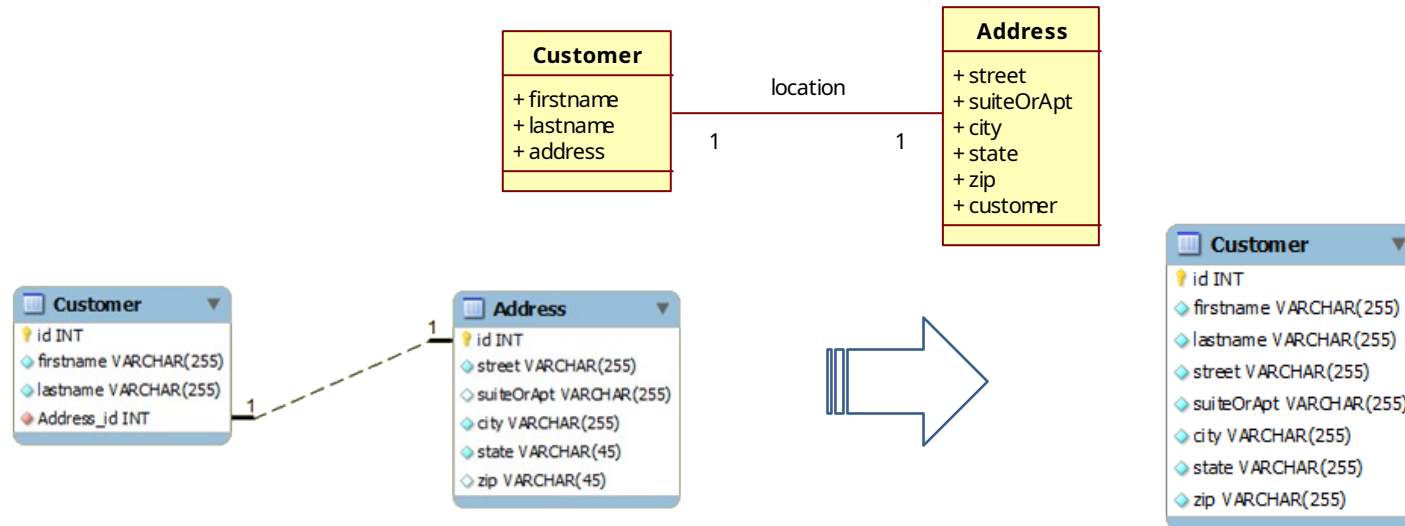 Customer
+ firstname
+ lastname
+ address
location
1
1
Address
+ street
+ suiteOrApt
+ city
+ state
+ zip
+ customer
Customer
id INT
firstname VARCHAR(255)
lastname VARCHAR(255)
Address_id INT
1
1
Address
id INT
street VARCHAR(255)
suiteOrApt VARCHAR(255)
city VARCHAR(255)
state VARCHAR(45)
zip VARCHAR(45)
Customer
id INT
firstname VARCHAR(255)
lastname VARCHAR(255)
street VARCHAR(255)
suiteOrApt VARCHAR(255)
city VARCHAR(255)
state VARCHAR(255)
zip VARCHAR(255)